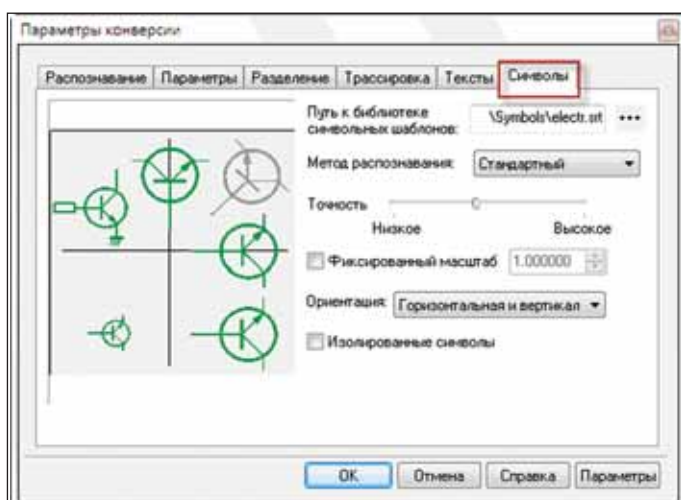 Параметры конверсии
Распознавание Параметры Разделение Трассировка Тексты Символы
Путь к библиотеке символьных шаблонов: \Symbols\electr.srt ...
Метод распознавания: Стандартный
Точность
Низкое Высокое
Фиксированный масштаб 1.000000
Ориентация: Горизонтальная и вертикал
Изолированные символы
ОК Отмена Справка Параметры